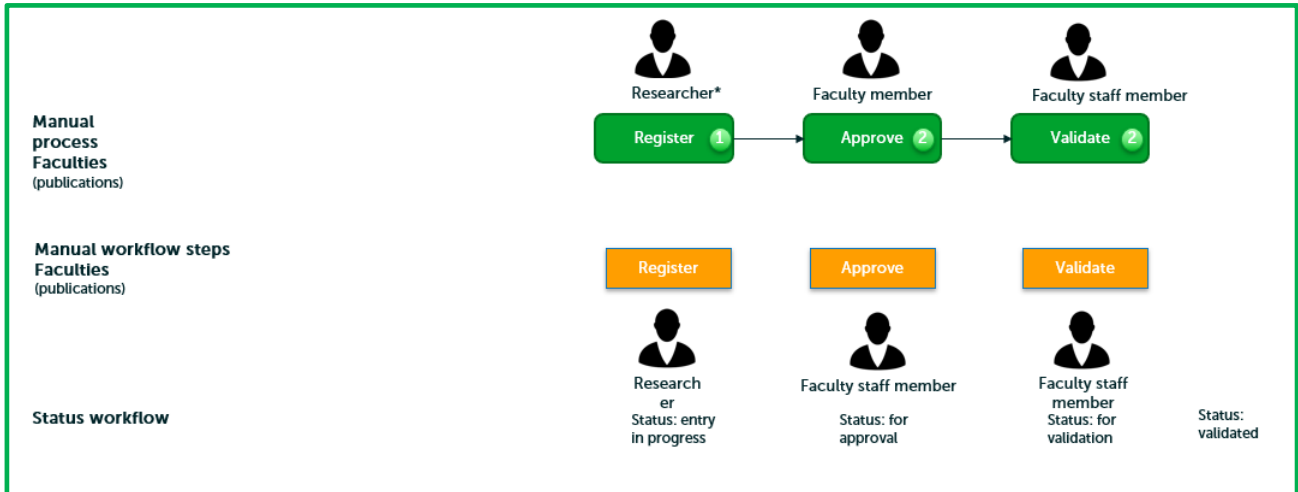 Researcher*
Faculty member
Faculty staff member
Manual
process
Faculties
(publications)
Register 1
Approve 2
Validate 2
Manual workflow steps
Faculties
(publications)
Register
Approve
Validate
Research
er
Faculty staff member
Faculty staff
member
Status workflow
Status: entry
in progress
Status: for
approval
Status: for
validation
Status:
validated